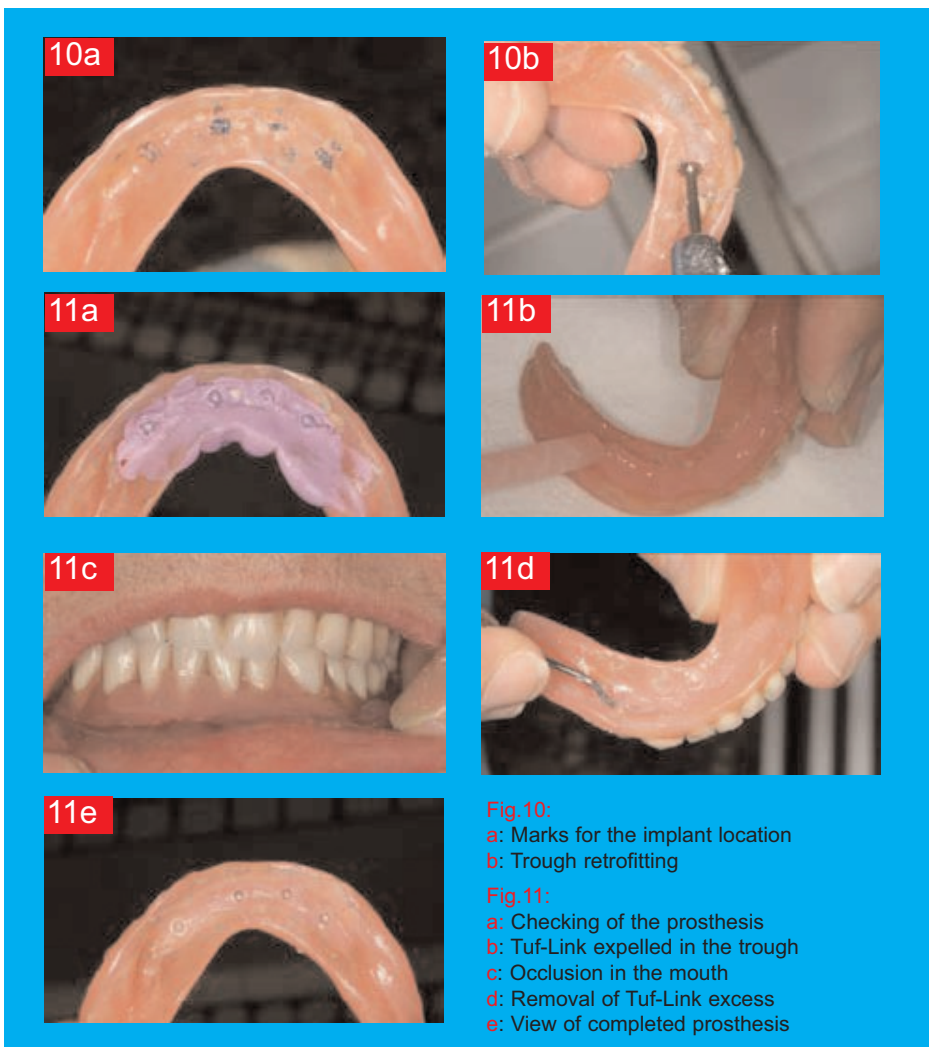 10a
10b
11a
11b
11c
11d
11e
Fig.10:
a: Marks for the implant location
b: Trough retrofitting
Fig.11:
a: Checking of the prosthesis
b: Tuf-Link expelled in the trough
c: Occlusion in the mouth
d: Removal of Tuf-Link excess
e: View of completed prosthesis